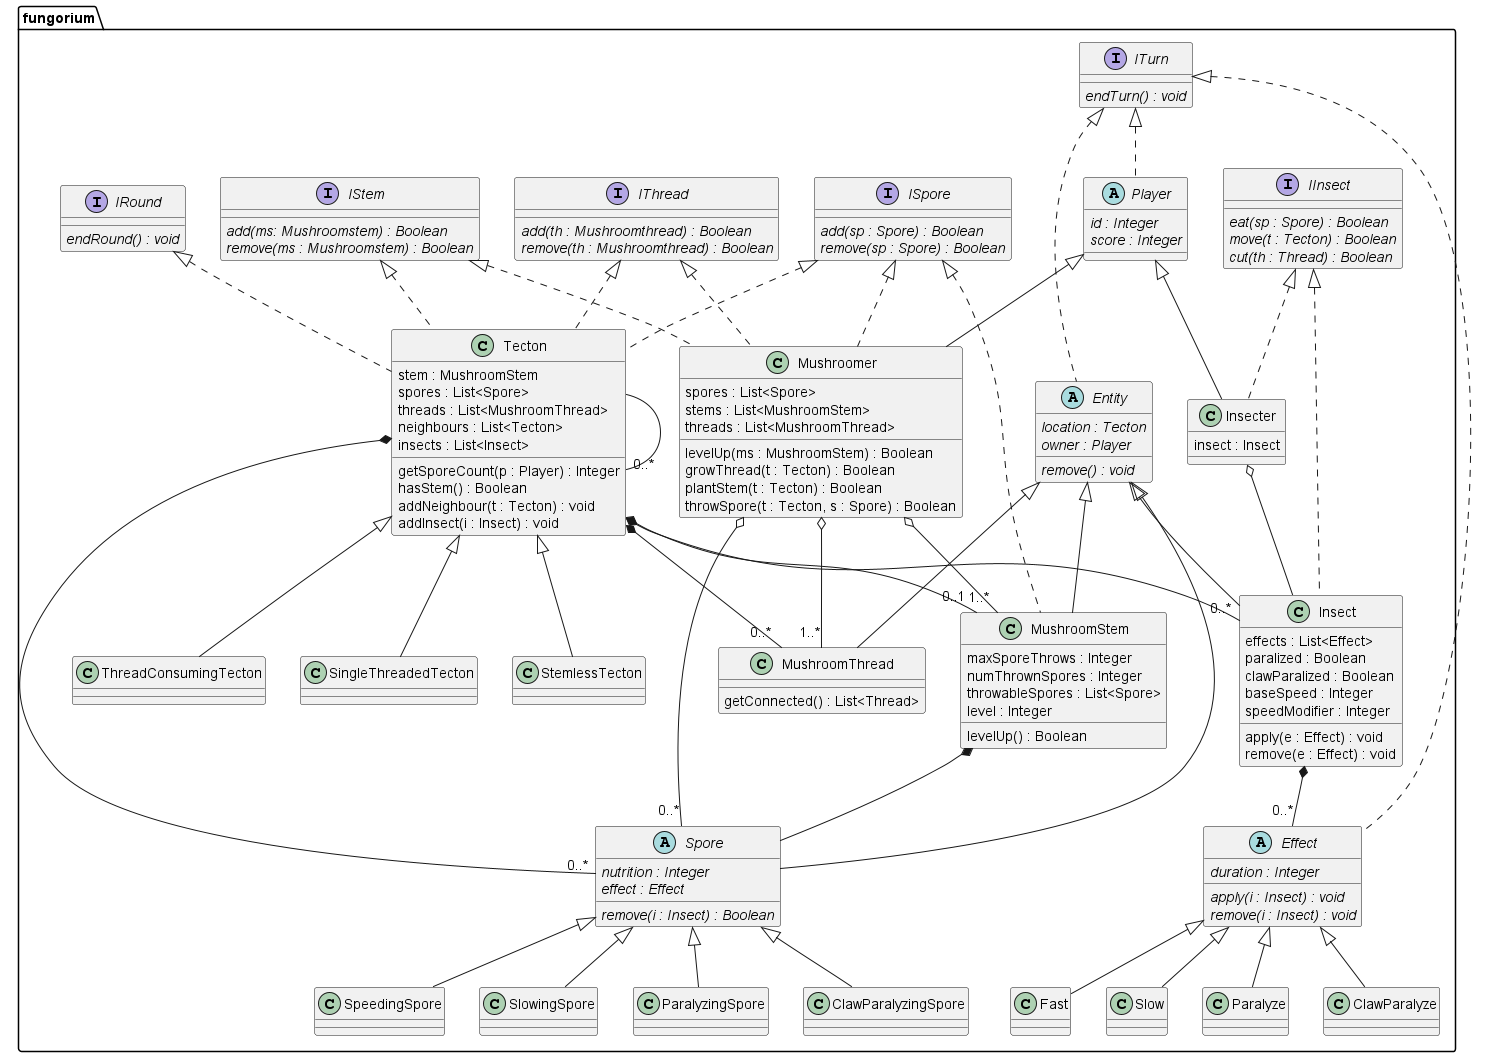 fungorium
I ITurn
endTurn() : void
I IRound
endRound() : void
I IStem
add(ms: Mushroomstem) : Boolean
remove(ms : Mushroomstem) : Boolean
I IThread
add(th : Mushroomthread) : Boolean
remove(th : Mushroomthread) : Boolean
I ISpore
add(sp : Spore) : Boolean
remove(sp : Spore) : Boolean
A Player
id : Integer
score : Integer
I IInsect
eat(sp : Spore) : Boolean
move(t : Tecton) : Boolean
cut(th : Thread) : Boolean
C Tecton
stem : MushroomStem
spores : List<Spore>
threads : List<MushroomThread>
neighbours : List<Tecton>
insects : List<Insect>
getSporeCount(p : Player) : Integer
hasStem() : Boolean
addNeighbour(t : Tecton) : void
addInsect(i : Insect) : void
0..*
C Mushroomer
spores : List<Spore>
stems : List<MushroomStem>
threads : List<MushroomThread>
levelUp(ms : MushroomStem) : Boolean
growThread(t : Tecton) : Boolean
plantStem(t : Tecton) : Boolean
throwSpore(t : Tecton, s : Spore) : Boolean
A Entity
location : Tecton
owner : Player
remove() : void
C Insecter
insect : Insect
0..1
1..*
0..*
0..*
1..*
C ThreadConsumingTecton
C SingleThreadedTecton
C StemlessTecton
C MushroomThread
getConnected() : List<Thread>
C MushroomStem
maxSporeThrows : Integer
numThrownSpores : Integer
throwableSpores : List<Spore>
level : Integer
levelUp() : Boolean
C Insect
effects : List<Effect>
paralized : Boolean
clawParalized : Boolean
baseSpeed : Integer
speedModifier : Integer
apply(e : Effect) : void
remove(e : Effect) : void
0..*
0..*
0..*
A Spore
nutrition : Integer
effect : Effect
remove(i : Insect) : Boolean
A Effect
duration : Integer
apply(i : Insect) : void
remove(i : Insect) : void
C SpeedingSpore
C SlowingSpore
C ParalyzingSpore
C ClawParalyzingSpore
C Fast
C Slow
C Paralyze
C ClawParalyze